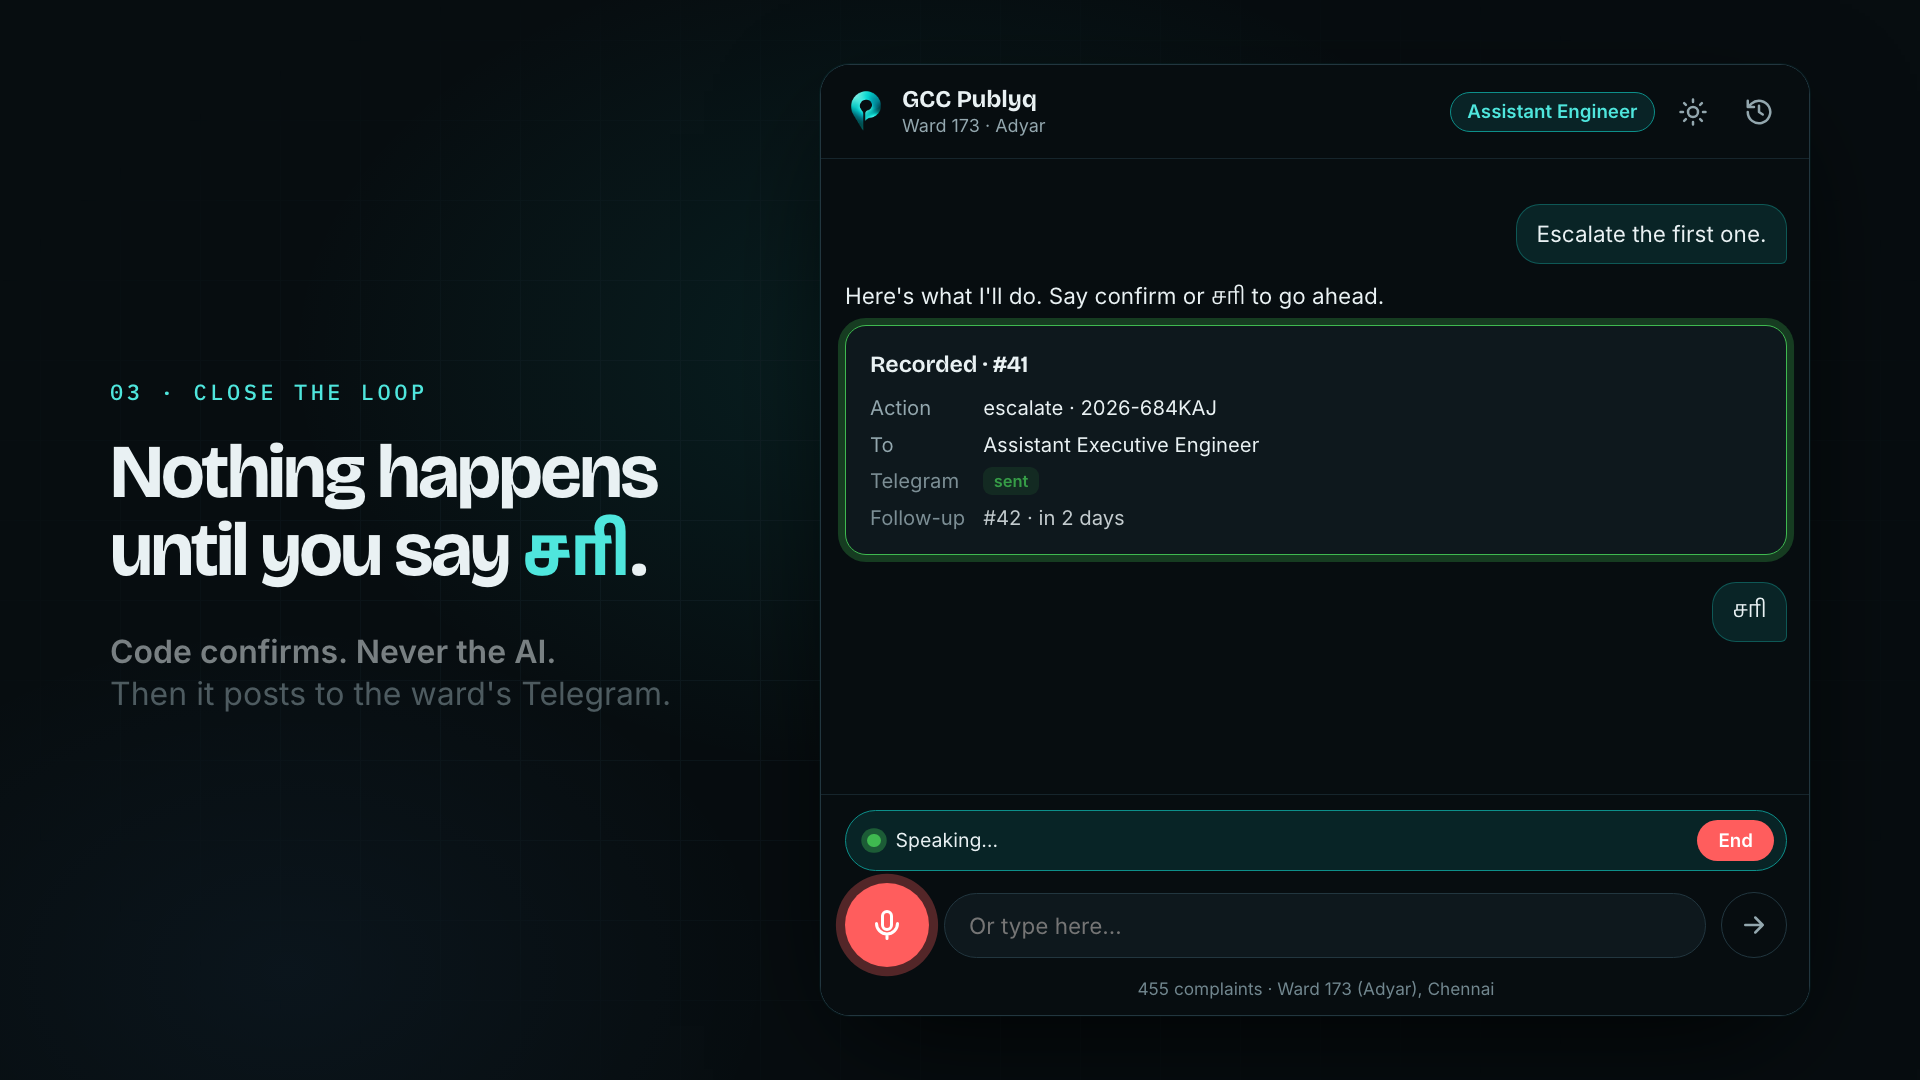 03 · CLOSE THE LOOP
Nothing happens
until you say சரி.
Code confirms. Never the AI.
Then it posts to the ward's Telegram.
GCC Publyq
Ward 173 · Adyar
Assistant Engineer
Escalate the first one.
Here's what I'll do. Say confirm or சரி to go ahead.
Recorded · #41
Action escalate · 2026-684KAJ
To Assistant Executive Engineer
Telegram sent
Follow-up #42 · in 2 days
சரி
Speaking...
End
Or type here...
455 complaints · Ward 173 (Adyar), Chennai